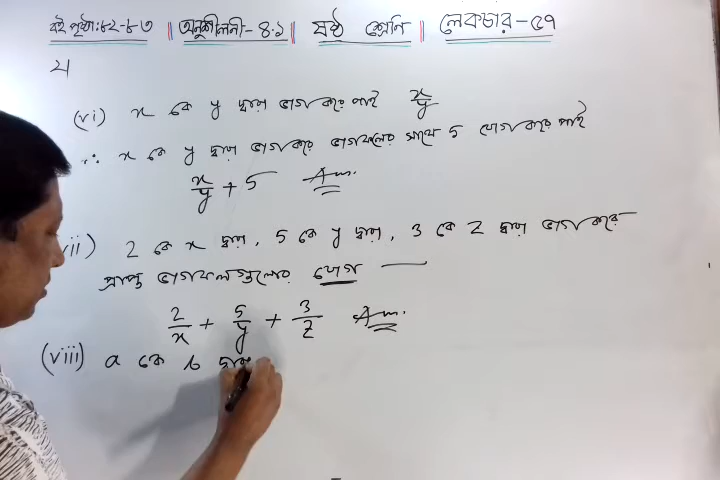 বই পৃষ্ঠা:৮২-৮৩ || অনুশীলনী-৪.১ || ষষ্ঠ শ্রেণি || লেকচার-৫৭
২।
(vi) x কে y দ্বারা ভাগ করে পাই x/y
∴ x কে y দ্বারা ভাগ করে ভাগফলের সাথে 5 যোগ করে পাই
x/y + 5 Ans.
vii) 2 কে x দ্বারা, 5 কে y দ্বারা, 3 কে z দ্বারা ভাগ করে
প্রাপ্ত ভাগফলগুলোর যোগ —
2/x + 5/y + 3/z Ans.
(viii) a কে b দ্বারা